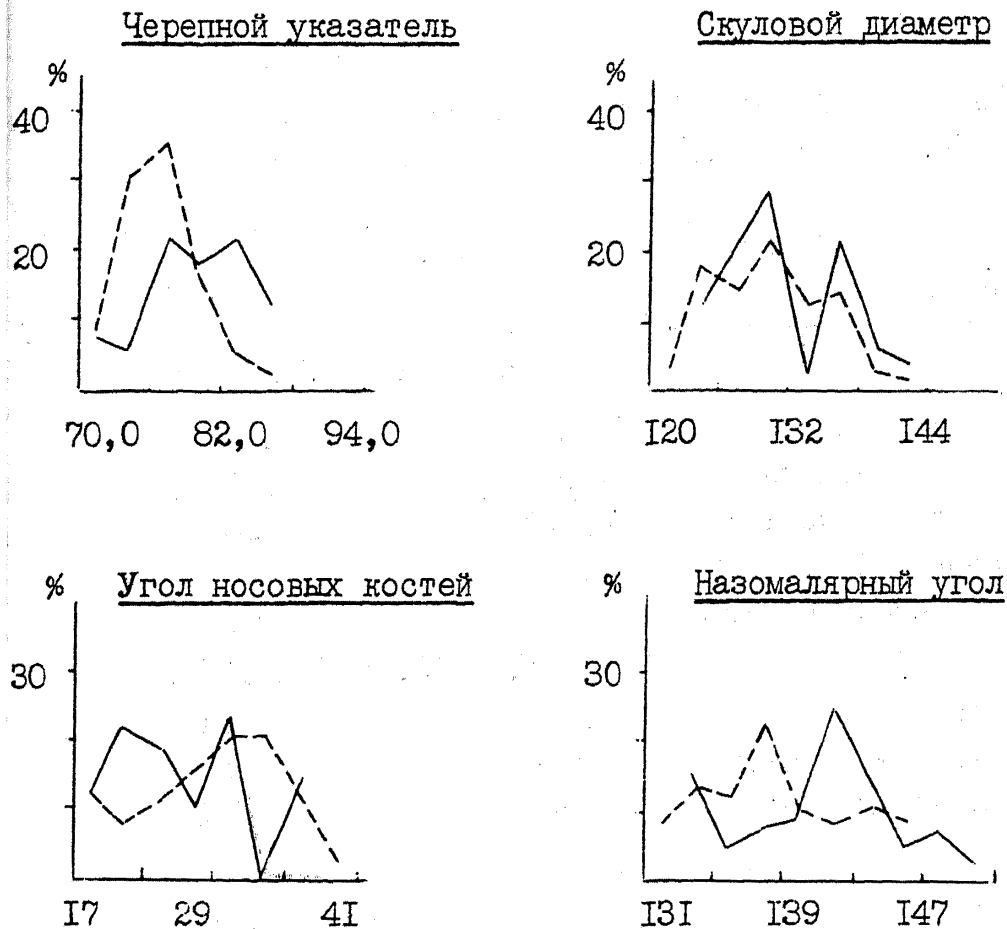 Черепной указатель
Скуловой диаметр
%
40
20
70,0 82,0 94,0
%
40
20
I20 I32 I44
% Угол носовых костей
30
I7 29 4I
% Назомалярный угол
30
I3I I39 I47